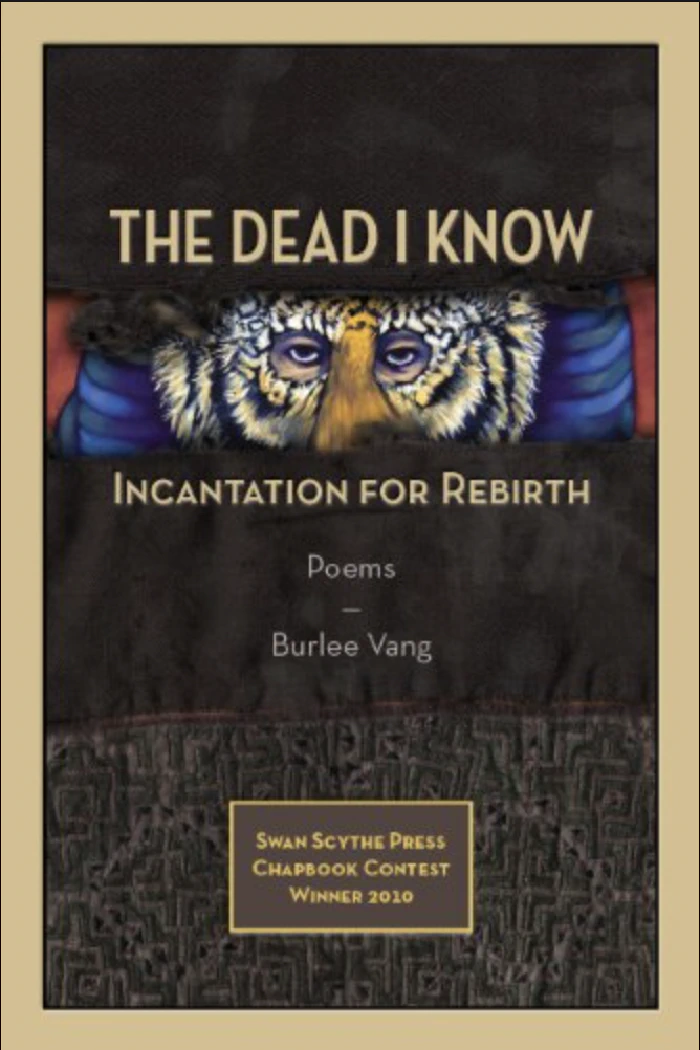 THE DEAD I KNOW
INCANTATION FOR REBIRTH
Poems
–
Burlee Vang
SWAN SCYTHE PRESS
CHAPBOOK CONTEST
WINNER 2010